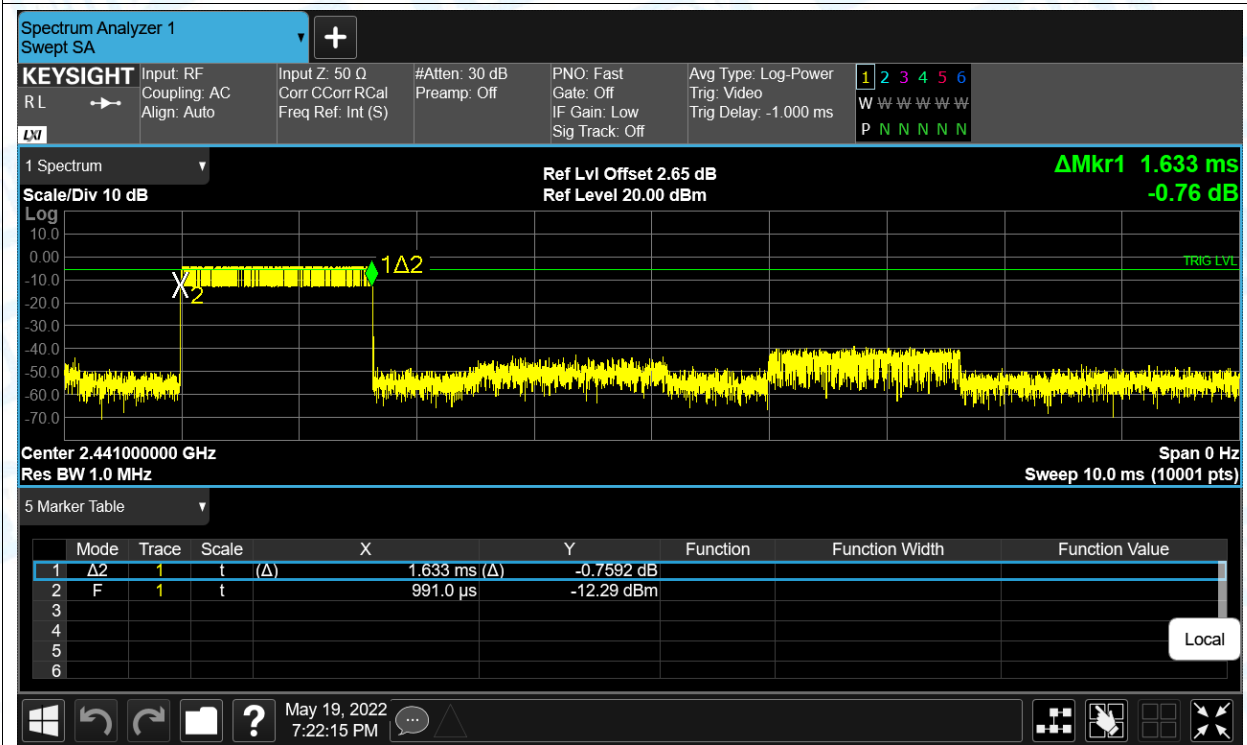 Spectrum Analyzer 1
Swept SA
KEYSIGHT
R L
LXI
Input: RF
Coupling: AC
Align: Auto
Input Z: 50 Ω
Corr CCorr RCal
Freq Ref: Int (S)
#Atten: 30 dB
Preamp: Off
PNO: Fast
Gate: Off
IF Gain: Low
Sig Track: Off
Avg Type: Log-Power
Trig: Video
Trig Delay: -1.000 ms
1 2 3 4 5 6
W W W W W W
P N N N N N
1 Spectrum
Scale/Div 10 dB
Ref Lvl Offset 2.65 dB
Ref Level 20.00 dBm
ΔMkr1 1.633 ms
-0.76 dB
Log
10.0
0.00
-10.0
-20.0
-30.0
-40.0
-50.0
-60.0
-70.0
1Δ2
X2
TRIG LVL
Center 2.441000000 GHz
Res BW 1.0 MHz
Span 0 Hz
Sweep 10.0 ms (10001 pts)
5 Marker Table
Mode Trace Scale X Y Function Function Width Function Value
1 Δ2 1 t (Δ) 1.633 ms (Δ) -0.7592 dB
2 F 1 t 991.0 µs -12.29 dBm
3
4
5
6
Local
?
May 19, 2022
7:22:15 PM